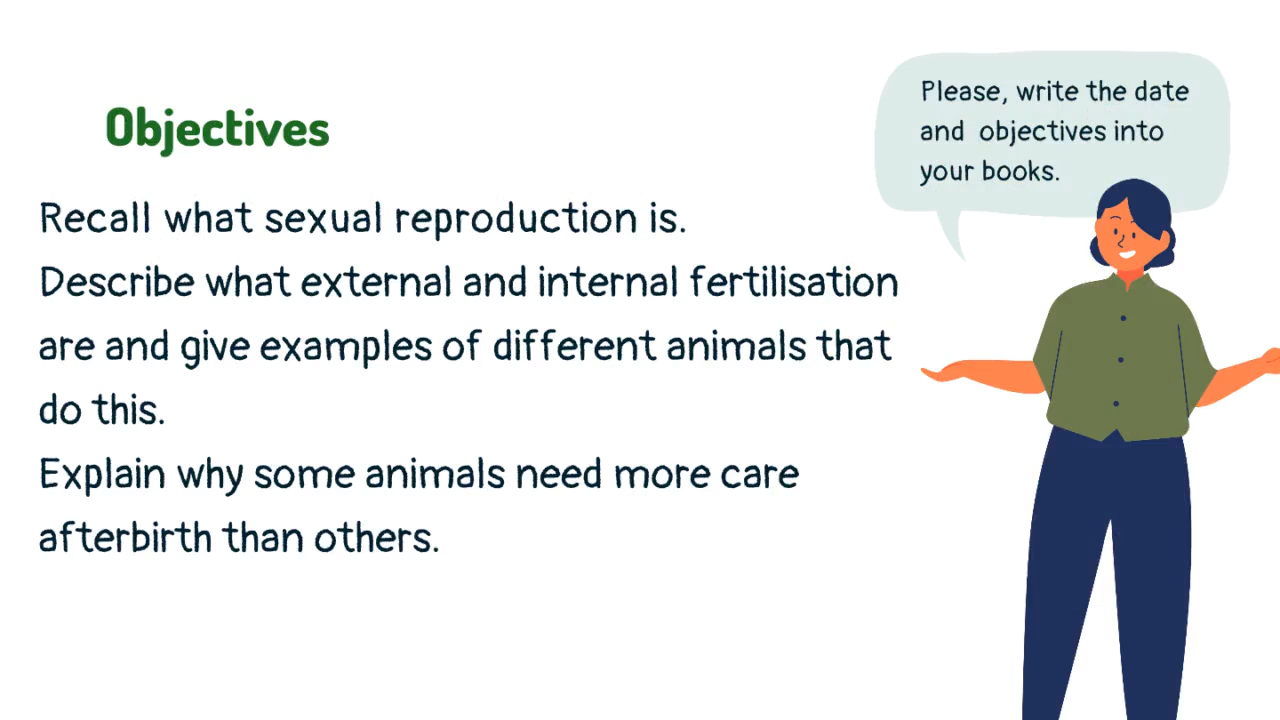 Objectives
Please, write the date
and objectives into
your books.
Recall what sexual reproduction is.
Describe what external and internal fertilisation
are and give examples of different animals that
do this.
Explain why some animals need more care
afterbirth than others.